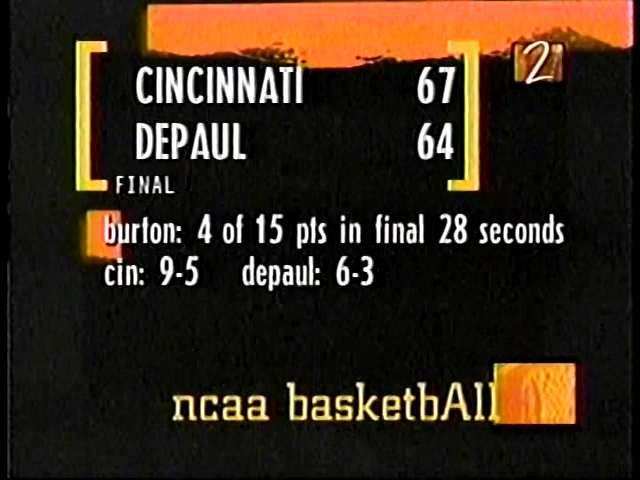 CINCINNATI 67
2
DEPAUL 64
FINAL
burton: 4 of 15 pts in final 28 seconds
cin: 9-5 depaul: 6-3
ncaa basketbAll